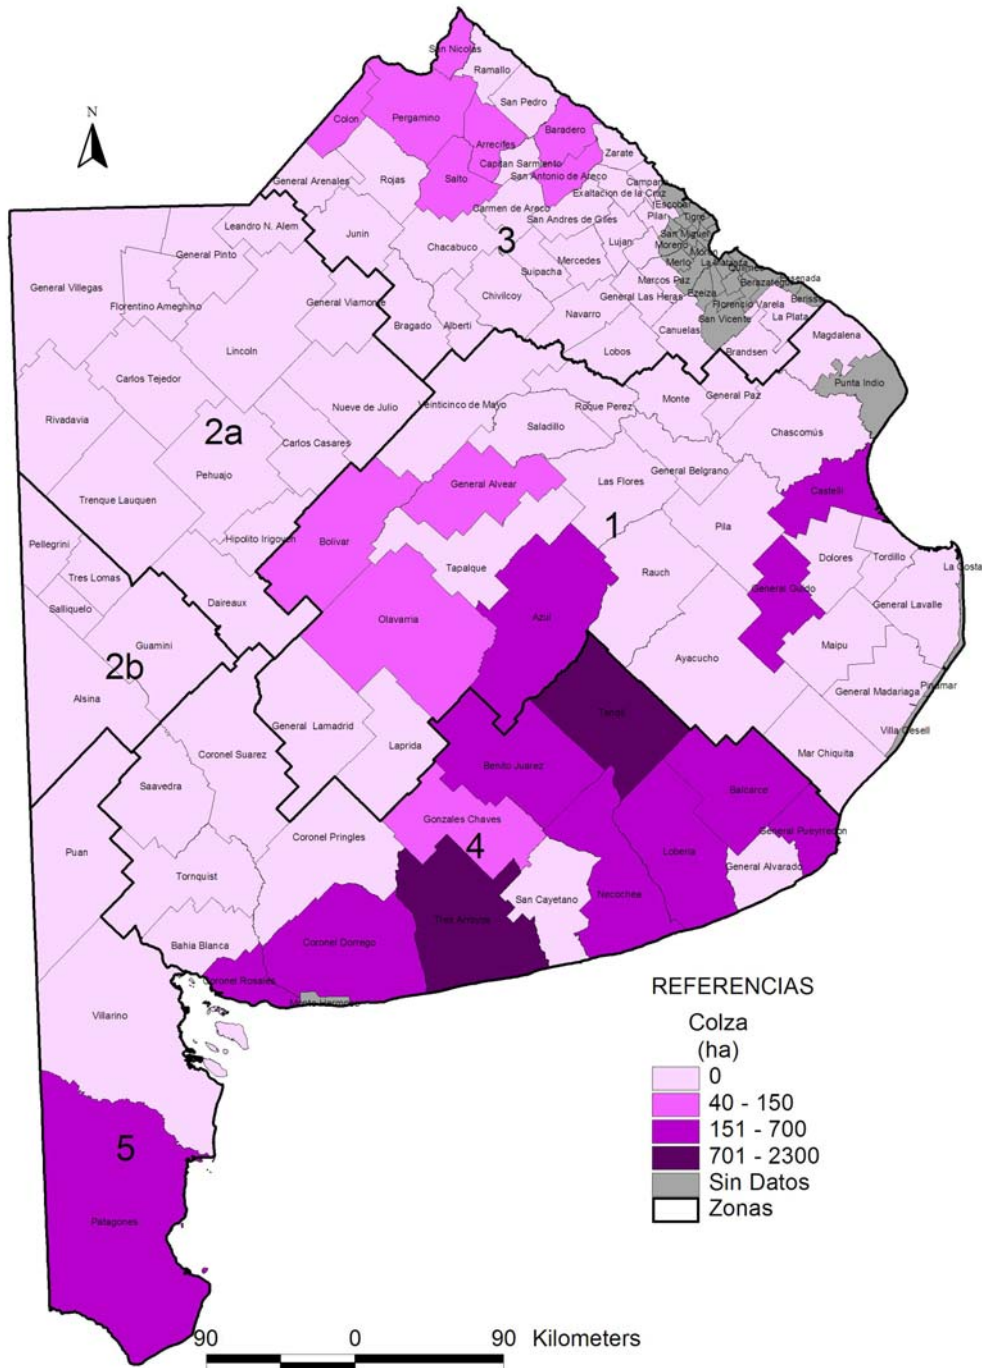 San Nicolas
Ramallo
San Pedro
N
Colon
Pergamino
Arrecifes
Baradero
Zarate
Capitan Sarmiento
San Antonio de Areco
Salto
Rojas
General Arenales
Campana
Exaltacion de la Cruz
Escobar
Carmen de Areco
San Andres de Giles
Pilar
Tigre
Leandro N. Alem
Junin
San Miguel
3
Lujan
Moreno
Moron
General Pinto
Chacabuco
Mercedes
Merlo
La Matanza
General Villegas
Suipacha
Quilmes
Marcos Paz
Berazategui
Ensenada
Florentino Ameghino
General Viamonte
Chivilcoy
General Las Heras
Ezeiza
Berisso
Florencio Varela
Navarro
San Vicente
La Plata
Bragado
Alberti
Canuelas
Magdalena
Lincoln
Lobos
Brandsen
Carlos Tejedor
Punta Indio
Rivadavia
Nueve de Julio
Veinticinco de Mayo
Roque Perez
Monte
General Paz
2a
Saladillo
Chascomús
Carlos Casares
Pehuajo
General Belgrano
General Alvear
Las Flores
Castelli
Trenque Lauquen
1
Pila
Hipolito Irigoyen
Bolivar
Pellegrini
Dolores
Tordillo
La Costa
Tapalque
Rauch
Tres Lomas
Daireaux
General Guido
Salliquelo
General Lavalle
Olavarria
Azul
Guamini
Maipu
2b
Ayacucho
Alsina
Pinamar
General Madariaga
Tandil
General Lamadrid
Villa Gesell
Laprida
Coronel Suarez
Mar Chiquita
Benito Juarez
Saavedra
Balcarce
Gonzales Chaves
General Pueyrredon
Coronel Pringles
4
Puan
Loberia
General Alvarado
Tornquist
Necochea
San Cayetano
Tres Arroyos
Bahia Blanca
Coronel Dorrego
Coronel Rosales
Monte Hermoso
Villarino
5
Patagones
REFERENCIAS
Colza
(ha)
0
40 - 150
151 - 700
701 - 2300
Sin Datos
Zonas
90 0 90 Kilometers